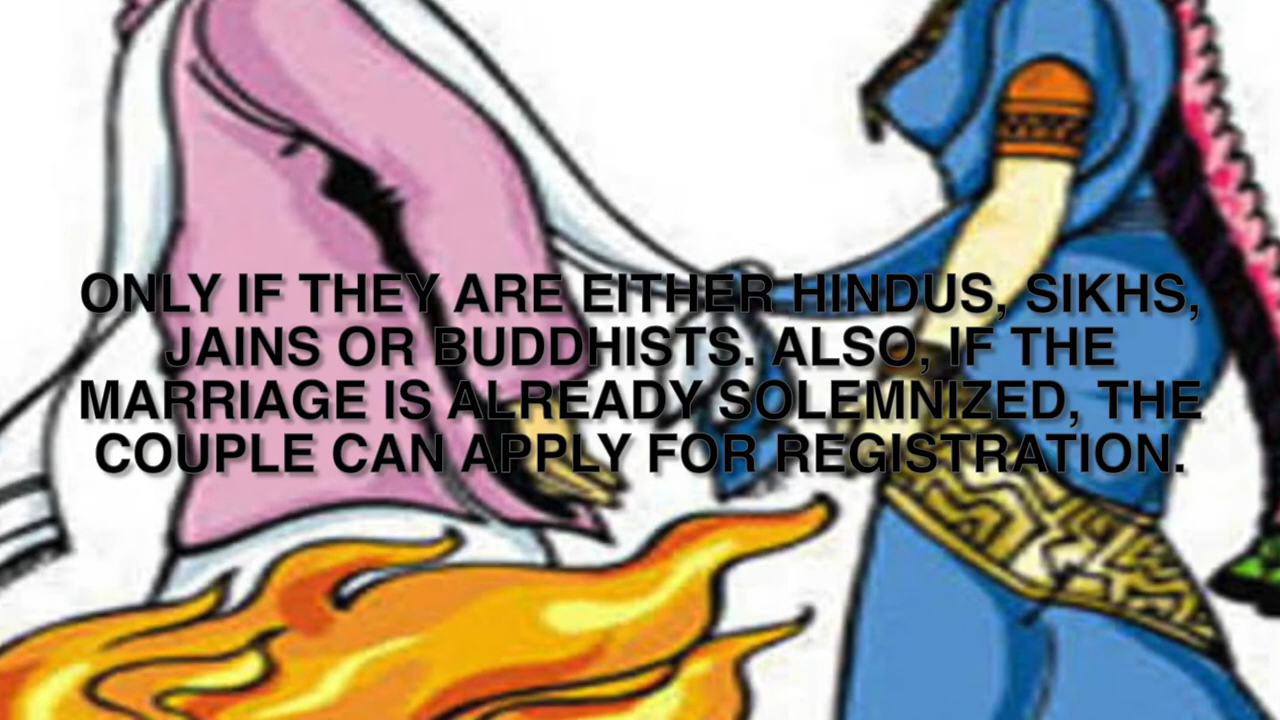 ONLY IF THEY ARE EITHER HINDUS, SIKHS,
JAINS OR BUDDHISTS. ALSO, IF THE
MARRIAGE IS ALREADY SOLEMNIZED, THE
COUPLE CAN APPLY FOR REGISTRATION.